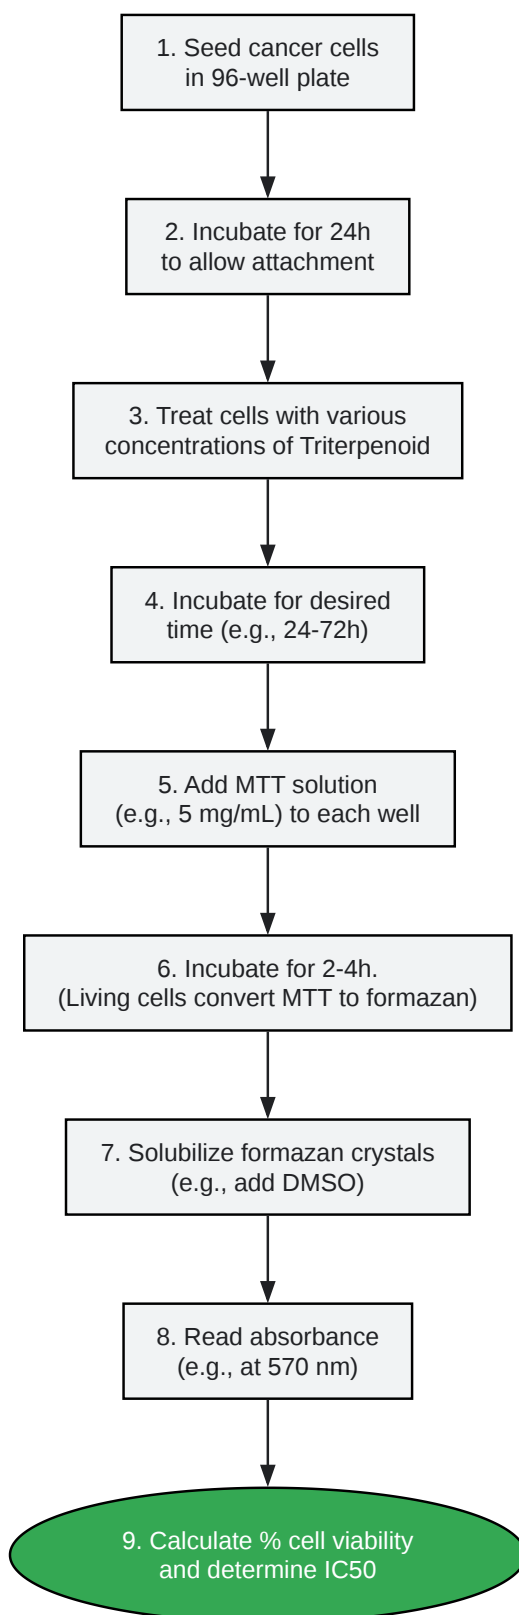 1. Seed cancer cells
in 96-well plate
2. Incubate for 24h
to allow attachment
3. Treat cells with various
concentrations of Triterpenoid
4. Incubate for desired
time (e.g., 24-72h)
5. Add MTT solution
(e.g., 5 mg/mL) to each well
6. Incubate for 2-4h.
(Living cells convert MTT to formazan)
7. Solubilize formazan crystals
(e.g., add DMSO)
8. Read absorbance
(e.g., at 570 nm)
9. Calculate % cell viability
and determine IC50